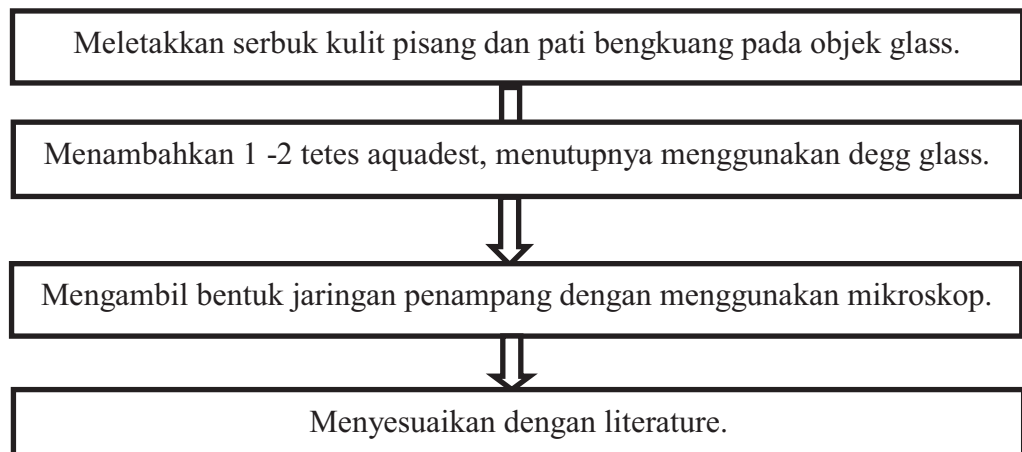 Meletakkan serbuk kulit pisang dan pati bengkuang pada objek glass.
Menambahkan 1 -2 tetes aquadest, menutupnya menggunakan degg glass.
Mengambil bentuk jaringan penampang dengan menggunakan mikroskop.
Menyesuaikan dengan literature.